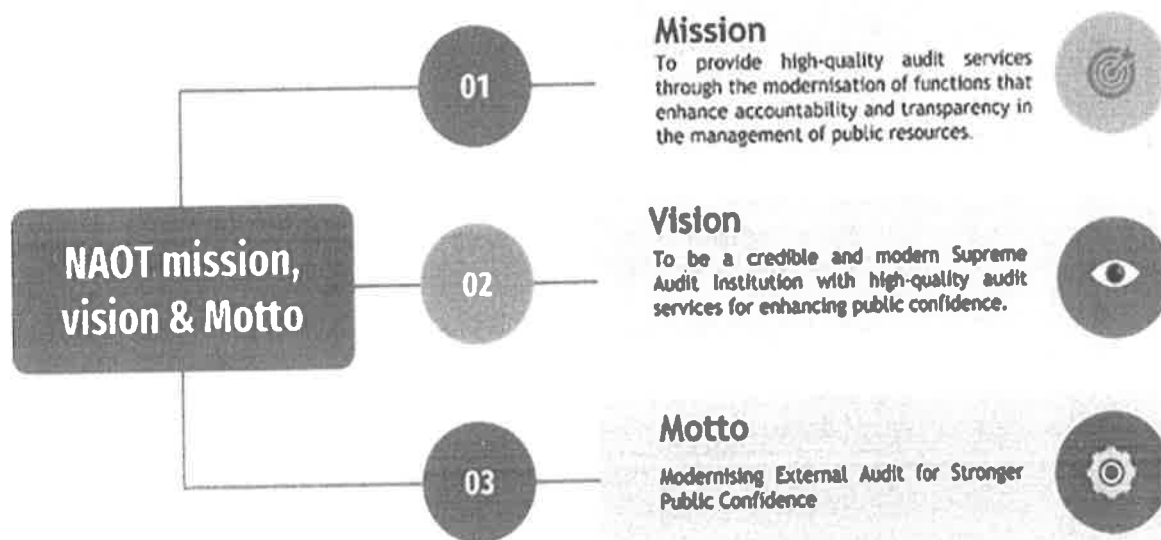 NAOT mission,
vision & Motto
01
Mission
To provide high-quality audit services
through the modernisation of functions that
enhance accountability and transparency in
the management of public resources.
02
Vision
To be a credible and modern Supreme
Audit Institution with high-quality audit
services for enhancing public confidence.
03
Motto
Modernising External Audit for Stronger
Public Confidence